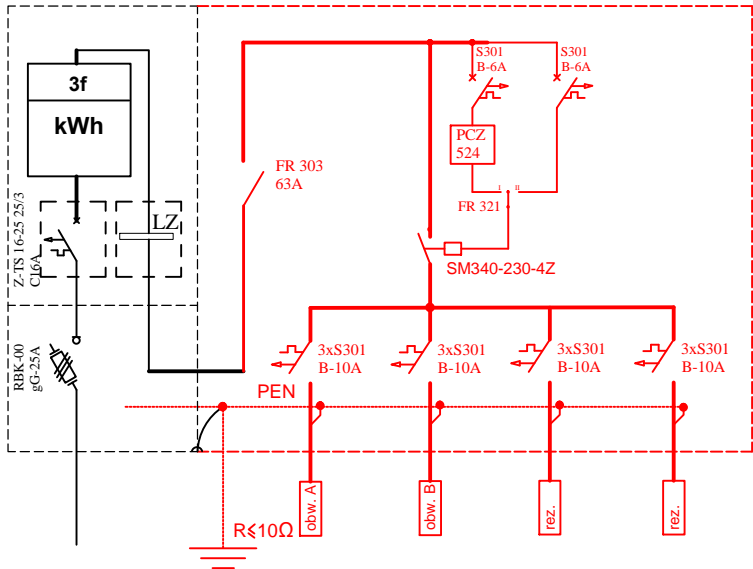 3f
kWh
Z-TS 16-25 25/3
C16A
LZ
RBK-00
gG-25A
FR 303
63A
S301
B-6A
S301
B-6A
PCZ
524
I
II
FR 321
SM340-230-4Z
3xS301
B-10A
3xS301
B-10A
3xS301
B-10A
3xS301
B-10A
PEN
R≤10Ω
obw. A
obw. B
rez.
rez.